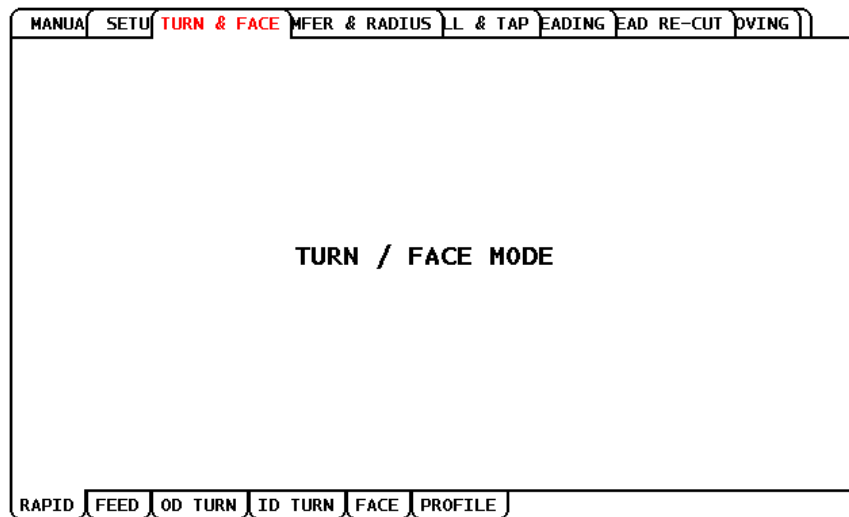 MANUA SETU TURN & FACE MFER & RADIUS LL & TAP EADING EAD RE-CUT OVING
TURN / FACE MODE
RAPID FEED OD TURN ID TURN FACE PROFILE